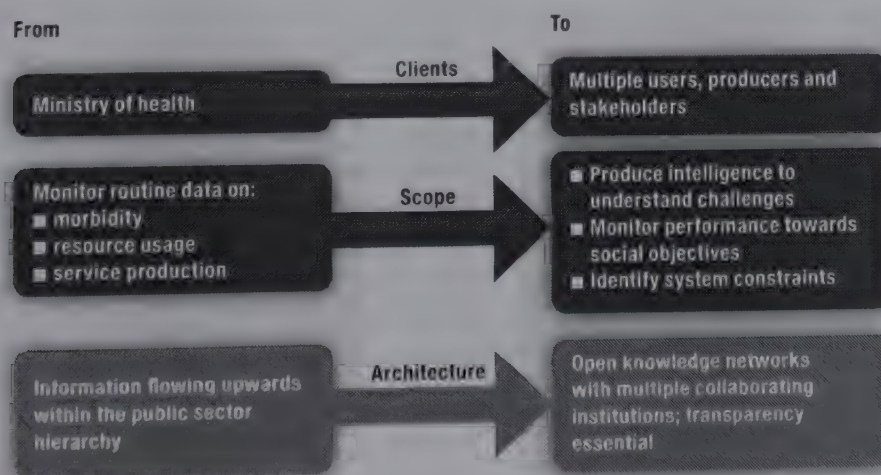 From
To
Clients
Ministry of health
Multiple users, producers and
stakeholders
Scope
Monitor routine data on:
■ morbidity
■ resource usage
■ service production
■ Produce intelligence to
understand challenges
■ Monitor performance towards
social objectives
■ Identify system constraints
Architecture
Information flowing upwards
within the public sector
hierarchy
Open knowledge networks
with multiple collaborating
institutions; transparency
essential